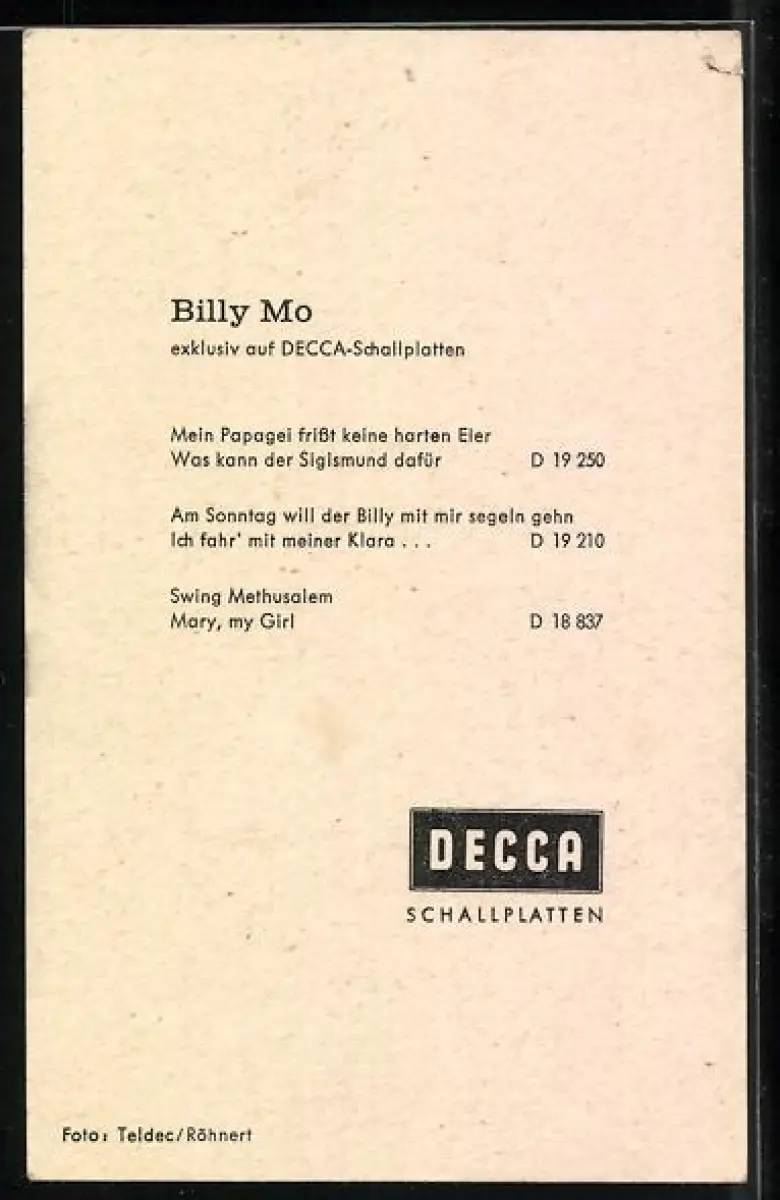 Billy Mo
exklusiv auf DECCA-Schallplatten
Mein Papagei frißt keine harten Eier
Was kann der Sigismund dafür D 19 250
Am Sonntag will der Billy mit mir segeln gehn
Ich fahr' mit meiner Klara . . . D 19 210
Swing Methusalem
Mary, my Girl D 18 837
DECCA
SCHALLPLATTEN
Foto: Teldec/Röhnert